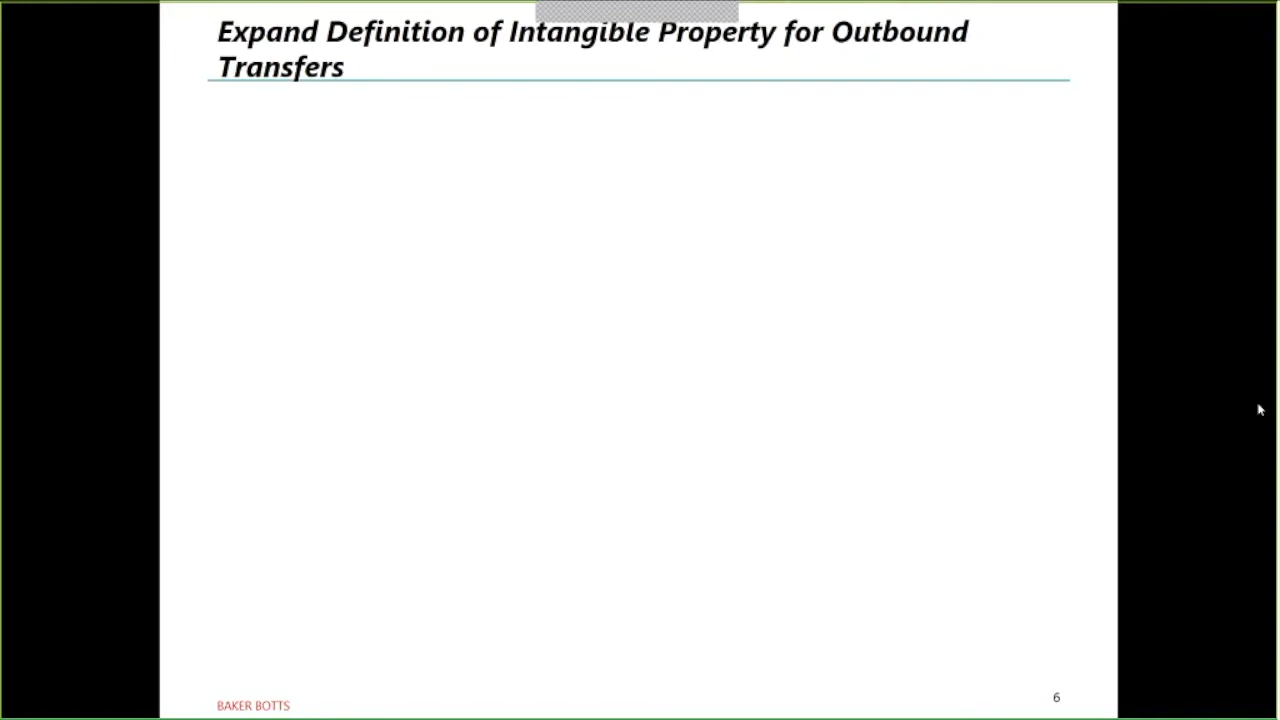 Expand Definition of Intangible Property for Outbound
Transfers
BAKER BOTTS
6